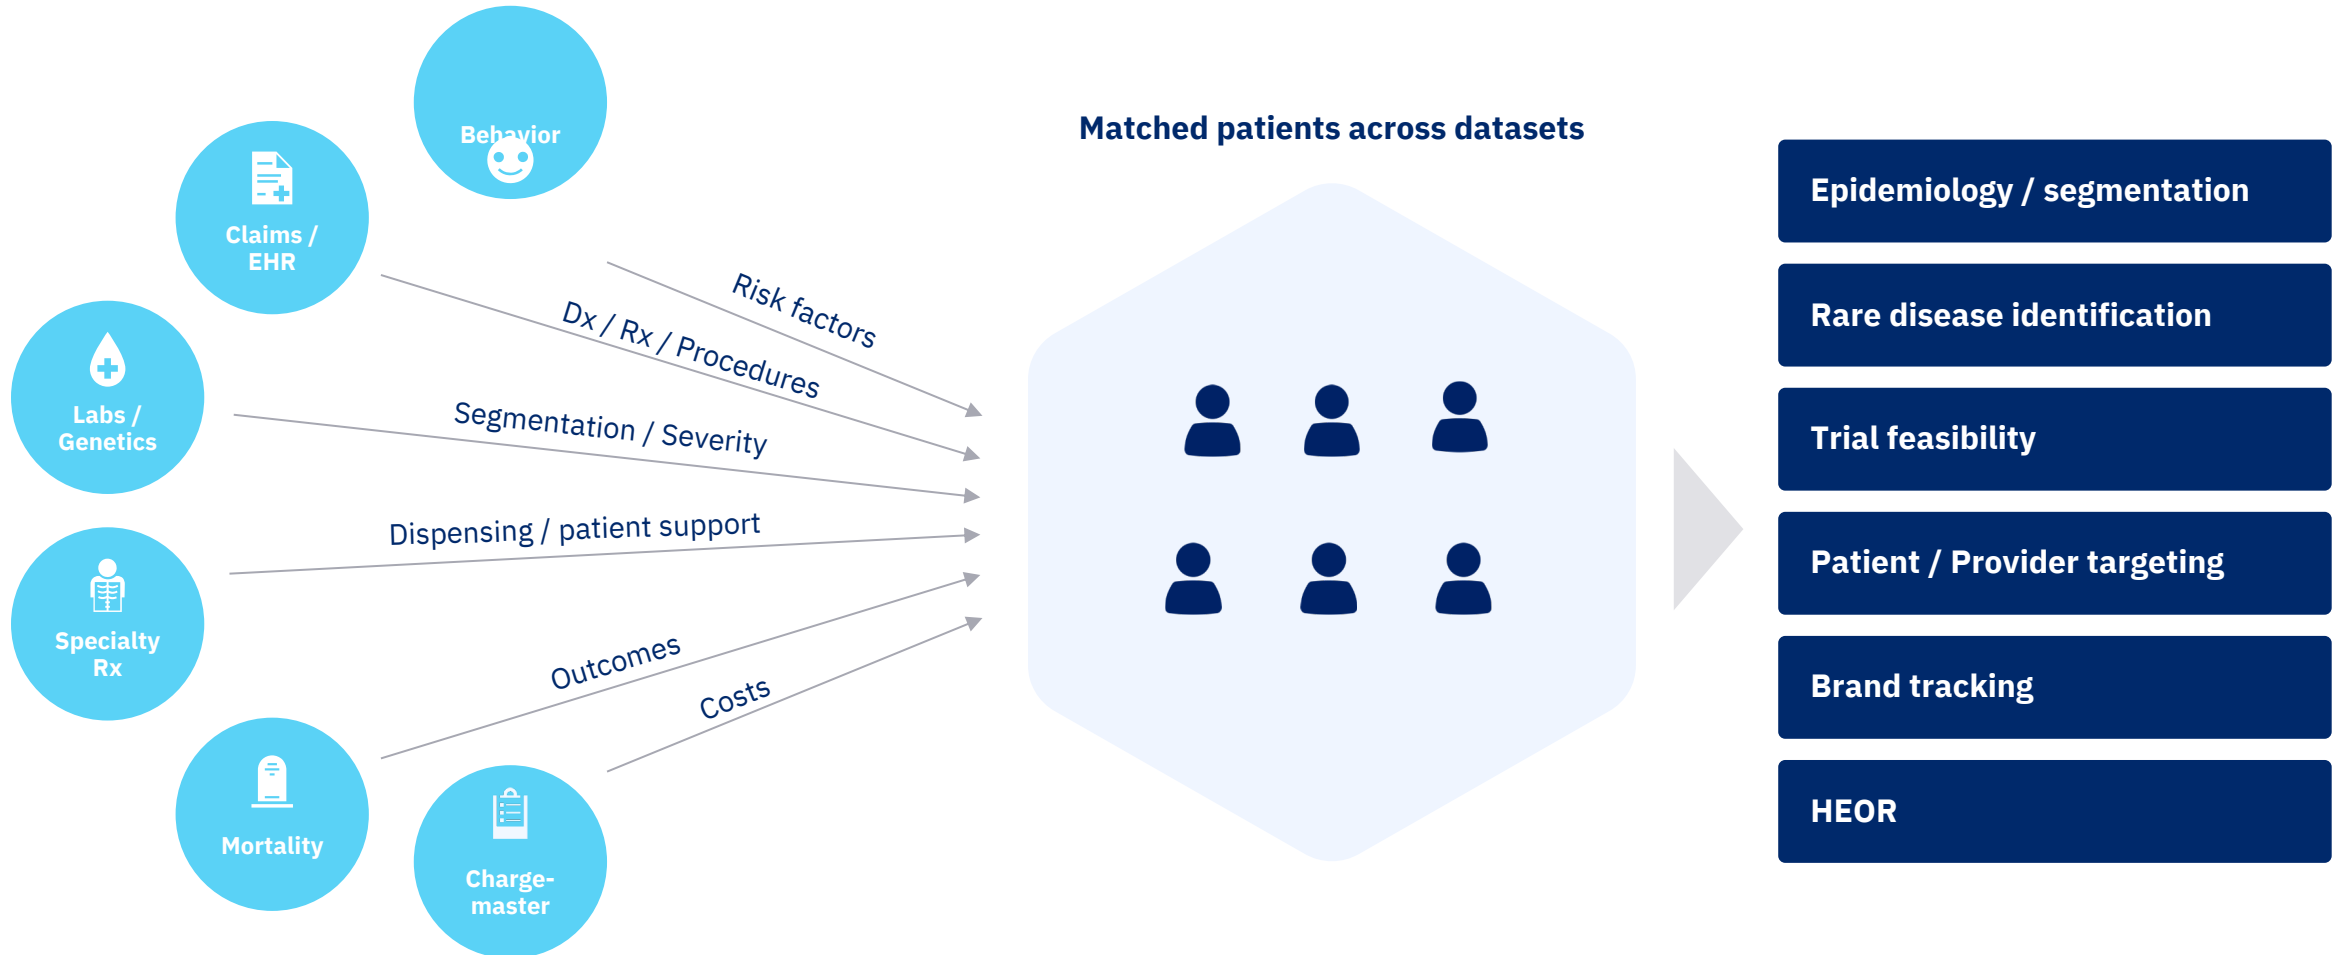 Behavior
Claims /
EHR
Labs /
Genetics
Specialty
Rx
Mortality
Charge-
master
Risk factors
Dx / Rx / Procedures
Segmentation / Severity
Dispensing / patient support
Outcomes
Costs
Matched patients across datasets
Epidemiology / segmentation
Rare disease identification
Trial feasibility
Patient / Provider targeting
Brand tracking
HEOR